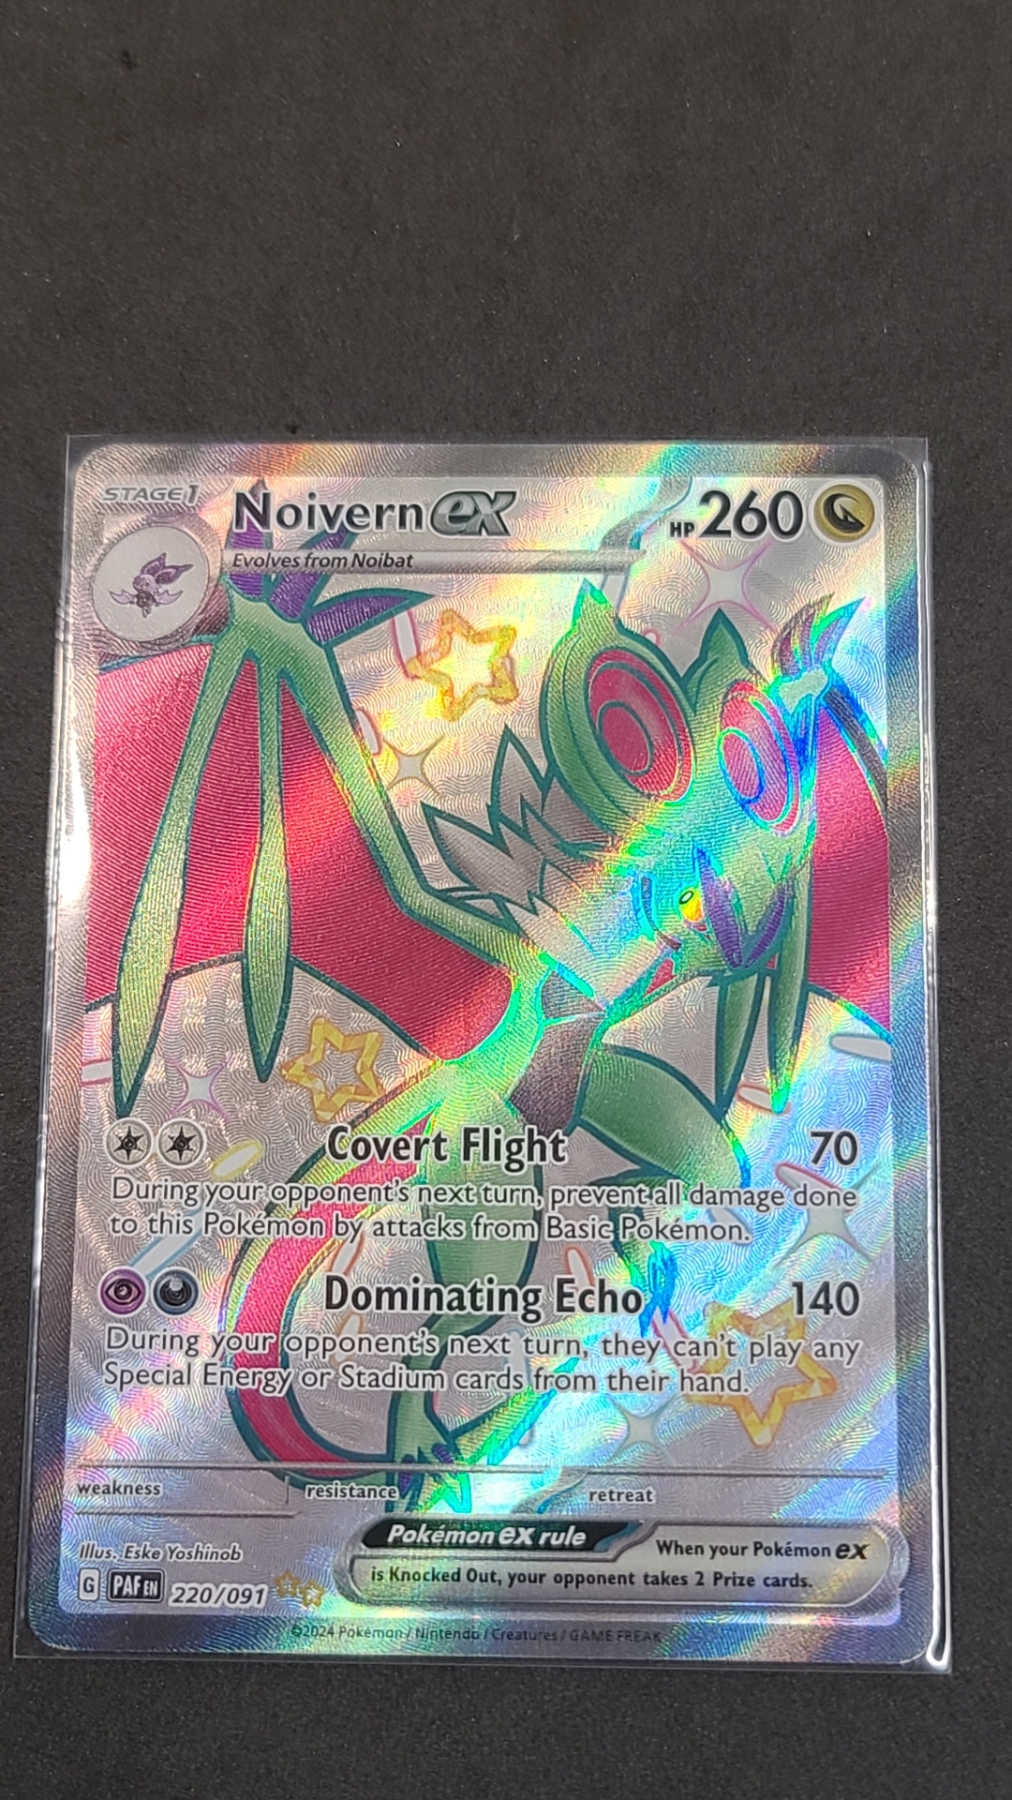 STAGE 1 Noivern ex HP 260
Evolves from Noibat
Covert Flight 70
During your opponent's next turn, prevent all damage done
to this Pokémon by attacks from Basic Pokémon.
Dominating Echo 140
During your opponent's next turn, they can't play any
Special Energy or Stadium cards from their hand.
weakness resistance retreat
Illus. Eske Yoshinob
Pokémon ex rule When your Pokémon ex
is Knocked Out, your opponent takes 2 Prize cards.
G PAF EN 220/091
©2024 Pokémon / Nintendo / Creatures / GAME FREAK